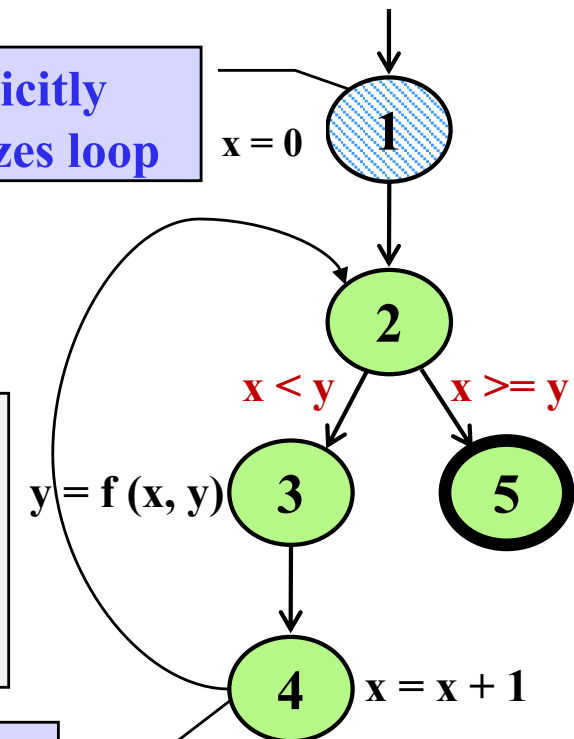 icitly
zes loop
x = 0
1
2
x < y
x >= y
y = f (x, y)
3
5
4
x = x + 1